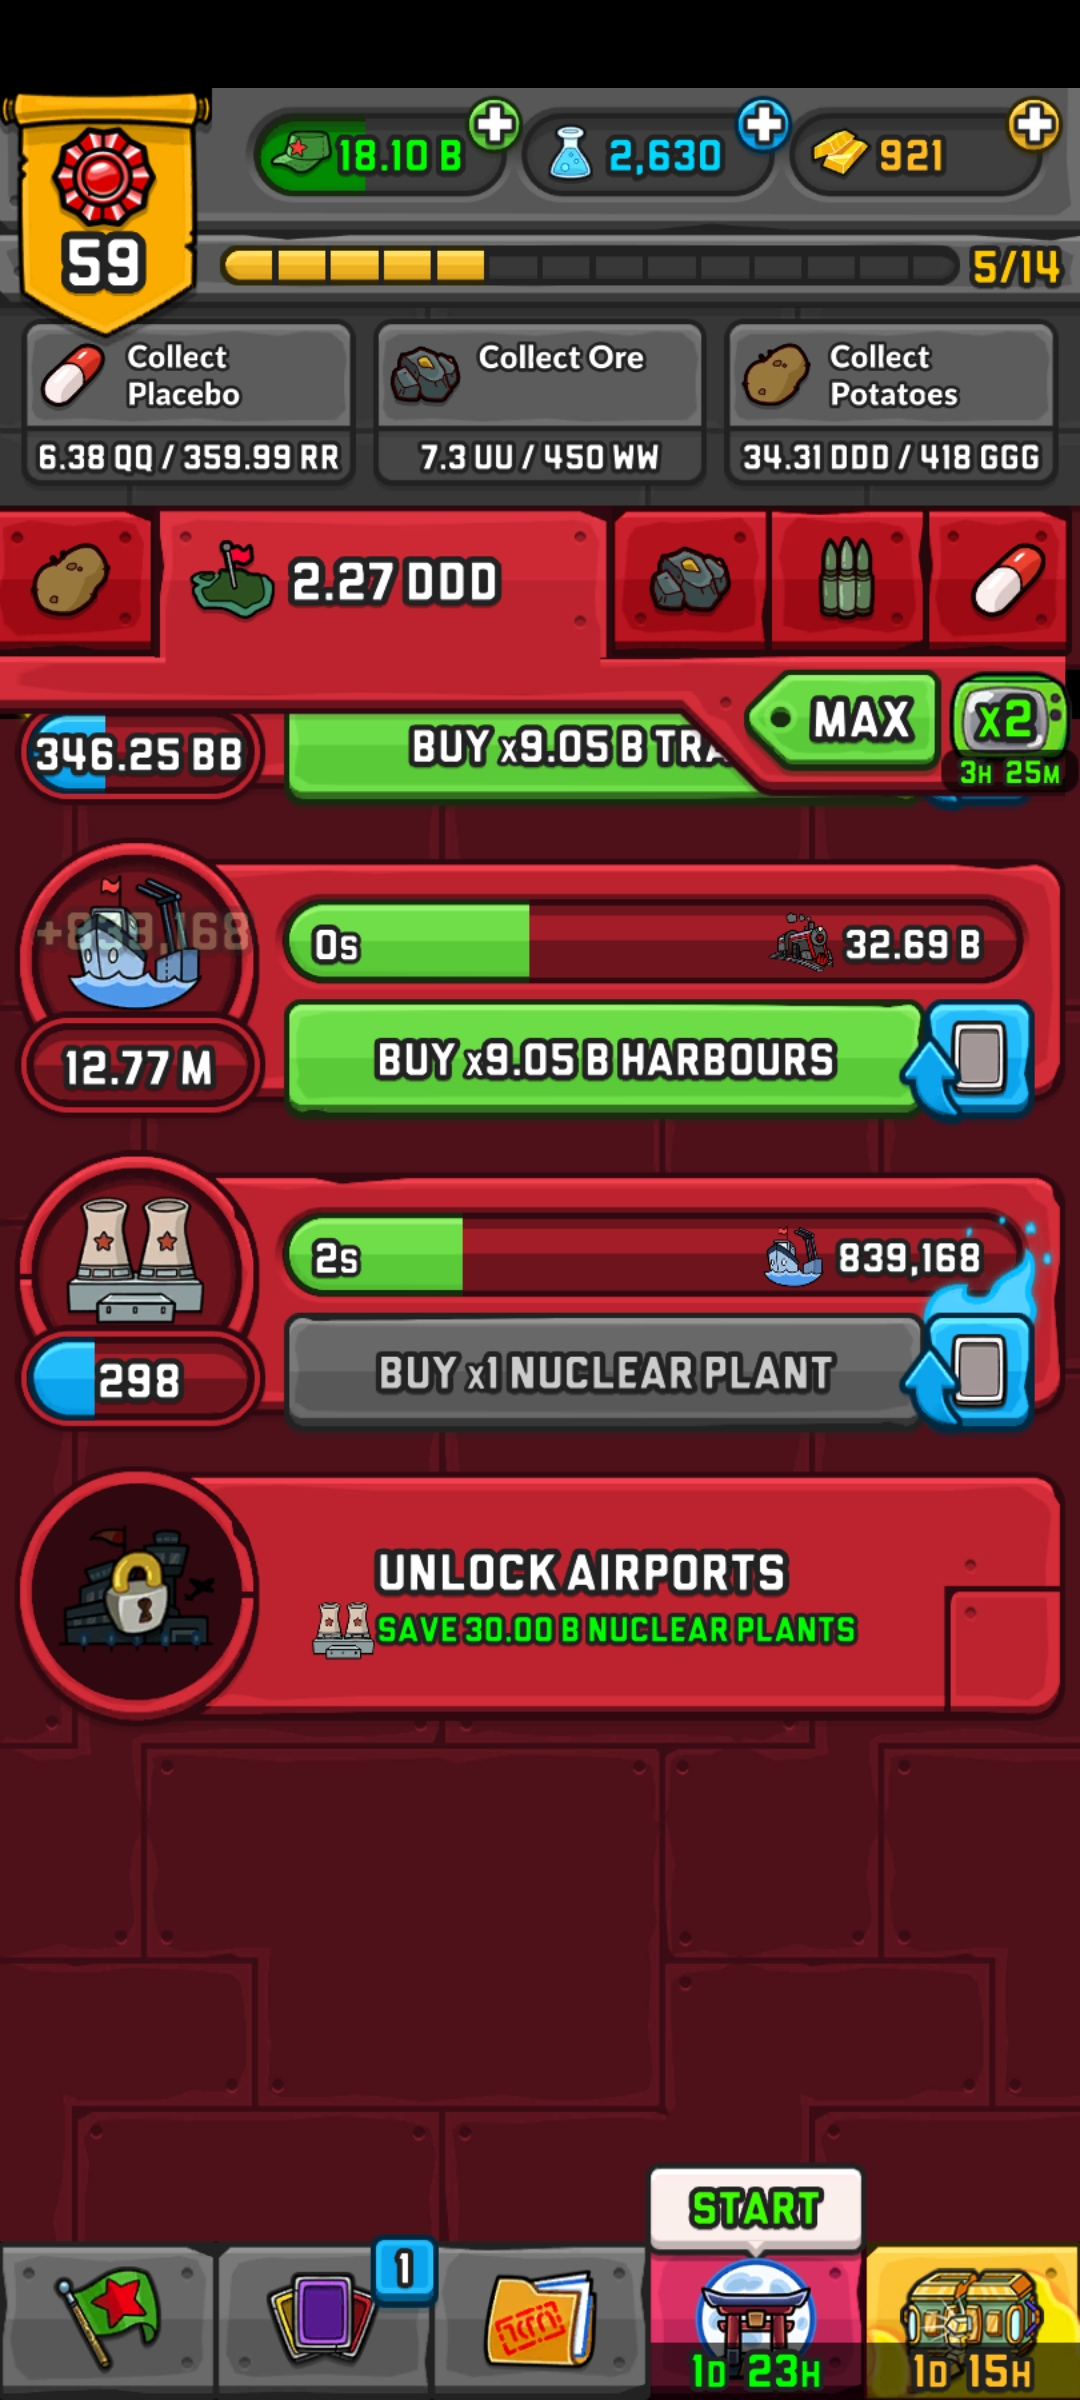 18.10 B
2,630
921
59
5/14
Collect
Placebo
6.38 QQ / 359.99 RR
Collect Ore
7.3 UU / 450 WW
Collect
Potatoes
34.31 DDD / 418 GGG
2.27 DDD
MAX
x2
3H 25M
346.25 BB
BUY x9.05 B TRA
+839,168
0s
32.69 B
12.77 M
BUY x9.05 B HARBOURS
2s
839,168
298
BUY x1 NUCLEAR PLANT
UNLOCK AIRPORTS
SAVE 30.00 B NUCLEAR PLANTS
START
1
1D 23H
1D 15H